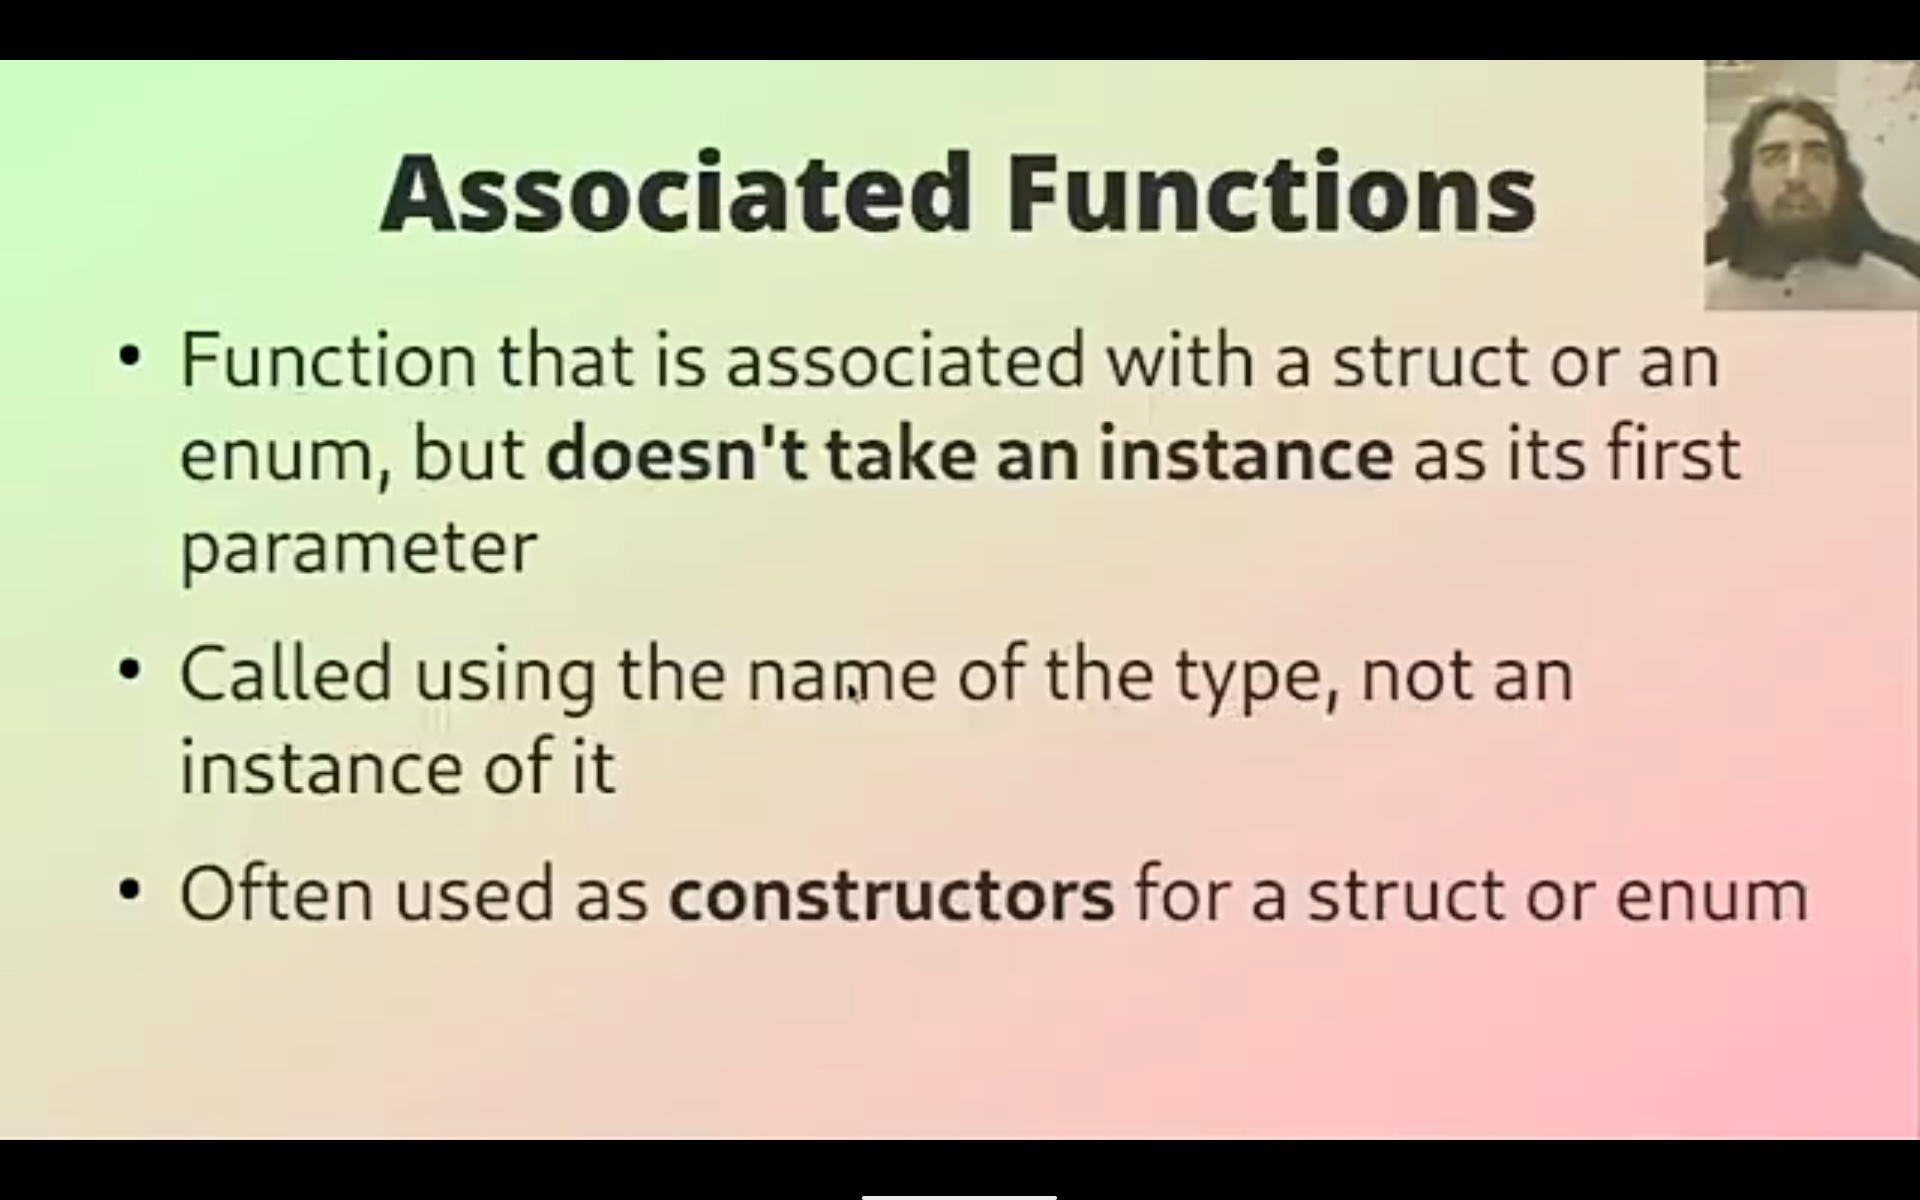 Associated Functions
• Function that is associated with a struct or an
enum, but doesn't take an instance as its first
parameter
• Called using the name of the type, not an
instance of it
• Often used as constructors for a struct or enum